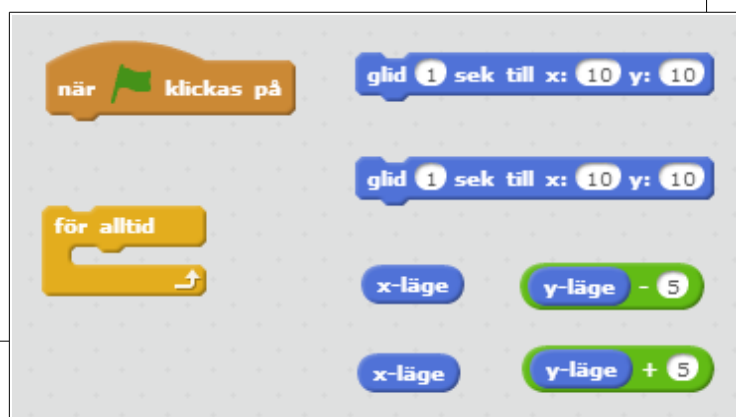 när klickas på
glid 1 sek till x: 10 y: 10
glid 1 sek till x: 10 y: 10
för alltid
x-läge
y-läge - 5
x-läge
y-läge + 5